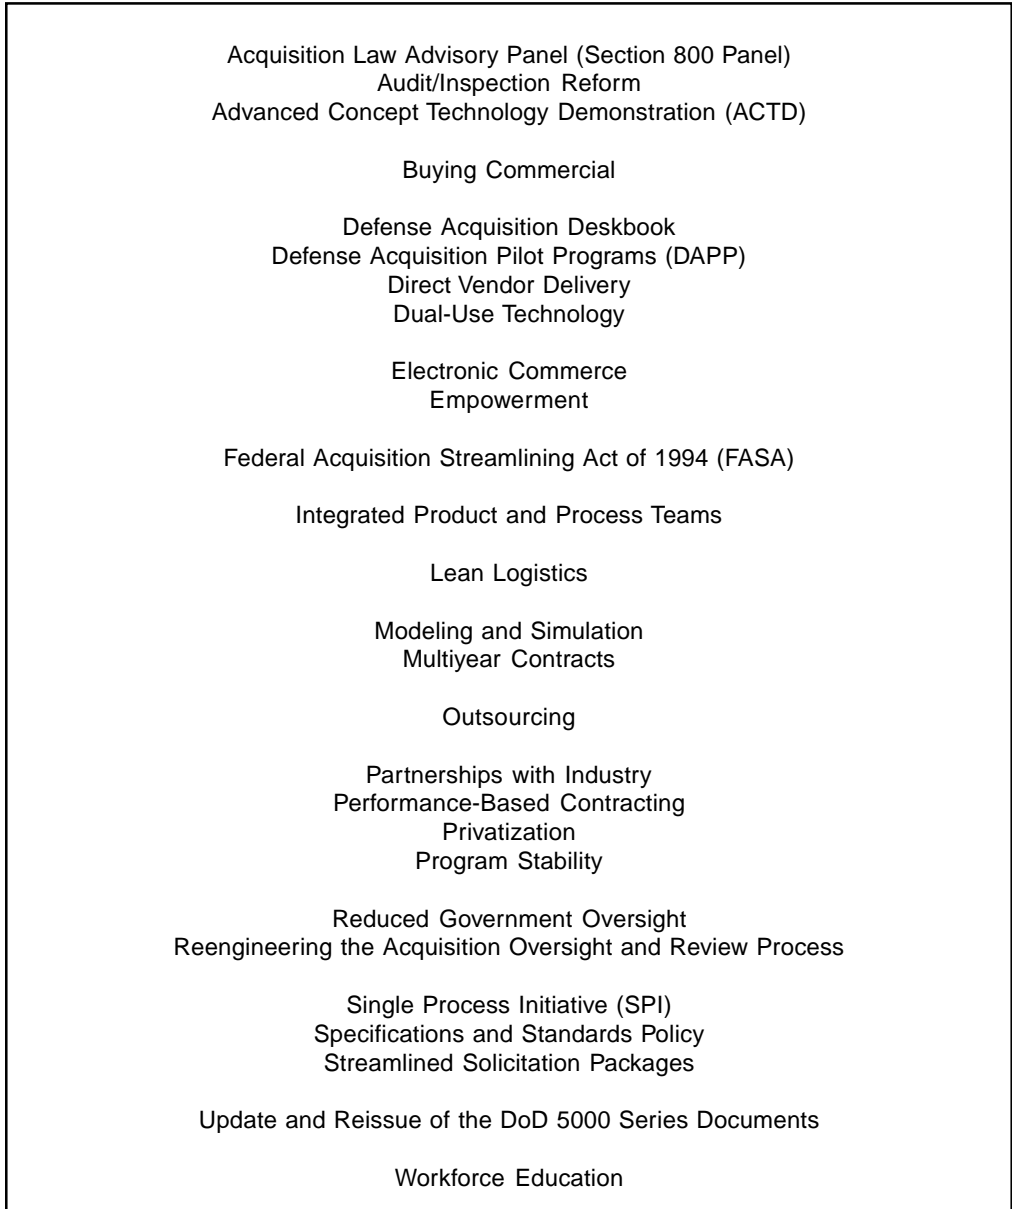 Acquisition Law Advisory Panel (Section 800 Panel)
Audit/Inspection Reform
Advanced Concept Technology Demonstration (ACTD)
Buying Commercial
Defense Acquisition Deskbook
Defense Acquisition Pilot Programs (DAPP)
Direct Vendor Delivery
Dual-Use Technology
Electronic Commerce
Empowerment
Federal Acquisition Streamlining Act of 1994 (FASA)
Integrated Product and Process Teams
Lean Logistics
Modeling and Simulation
Multiyear Contracts
Outsourcing
Partnerships with Industry
Performance-Based Contracting
Privatization
Program Stability
Reduced Government Oversight
Reengineering the Acquisition Oversight and Review Process
Single Process Initiative (SPI)
Specifications and Standards Policy
Streamlined Solicitation Packages
Update and Reissue of the DoD 5000 Series Documents
Workforce Education